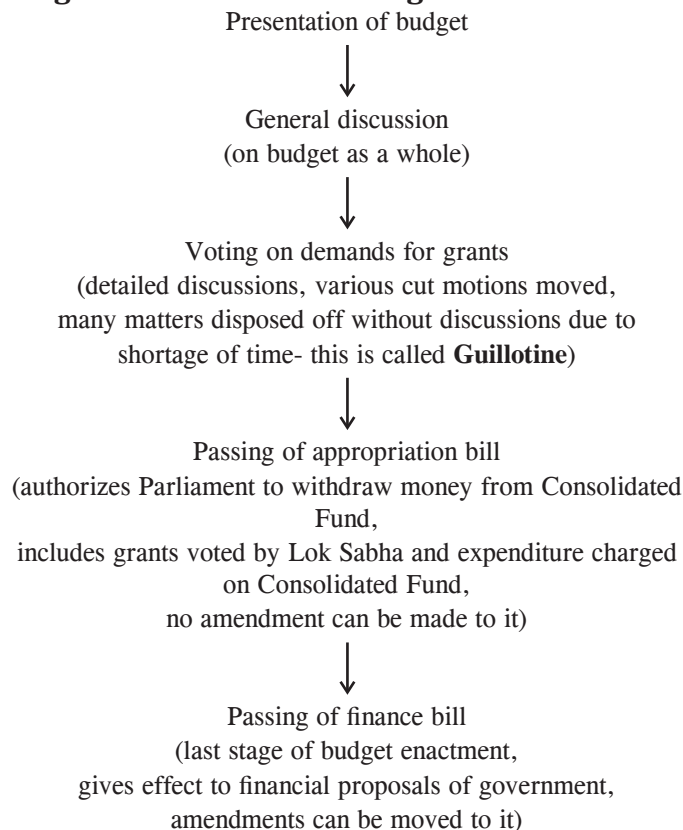 Presentation of budget
General discussion
(on budget as a whole)
Voting on demands for grants
(detailed discussions, various cut motions moved,
many matters disposed off without discussions due to
shortage of time- this is called Guillotine)
Passing of appropriation bill
(authorizes Parliament to withdraw money from Consolidated
Fund,
includes grants voted by Lok Sabha and expenditure charged
on Consolidated Fund,
no amendment can be made to it)
Passing of finance bill
(last stage of budget enactment,
gives effect to financial proposals of government,
amendments can be moved to it)